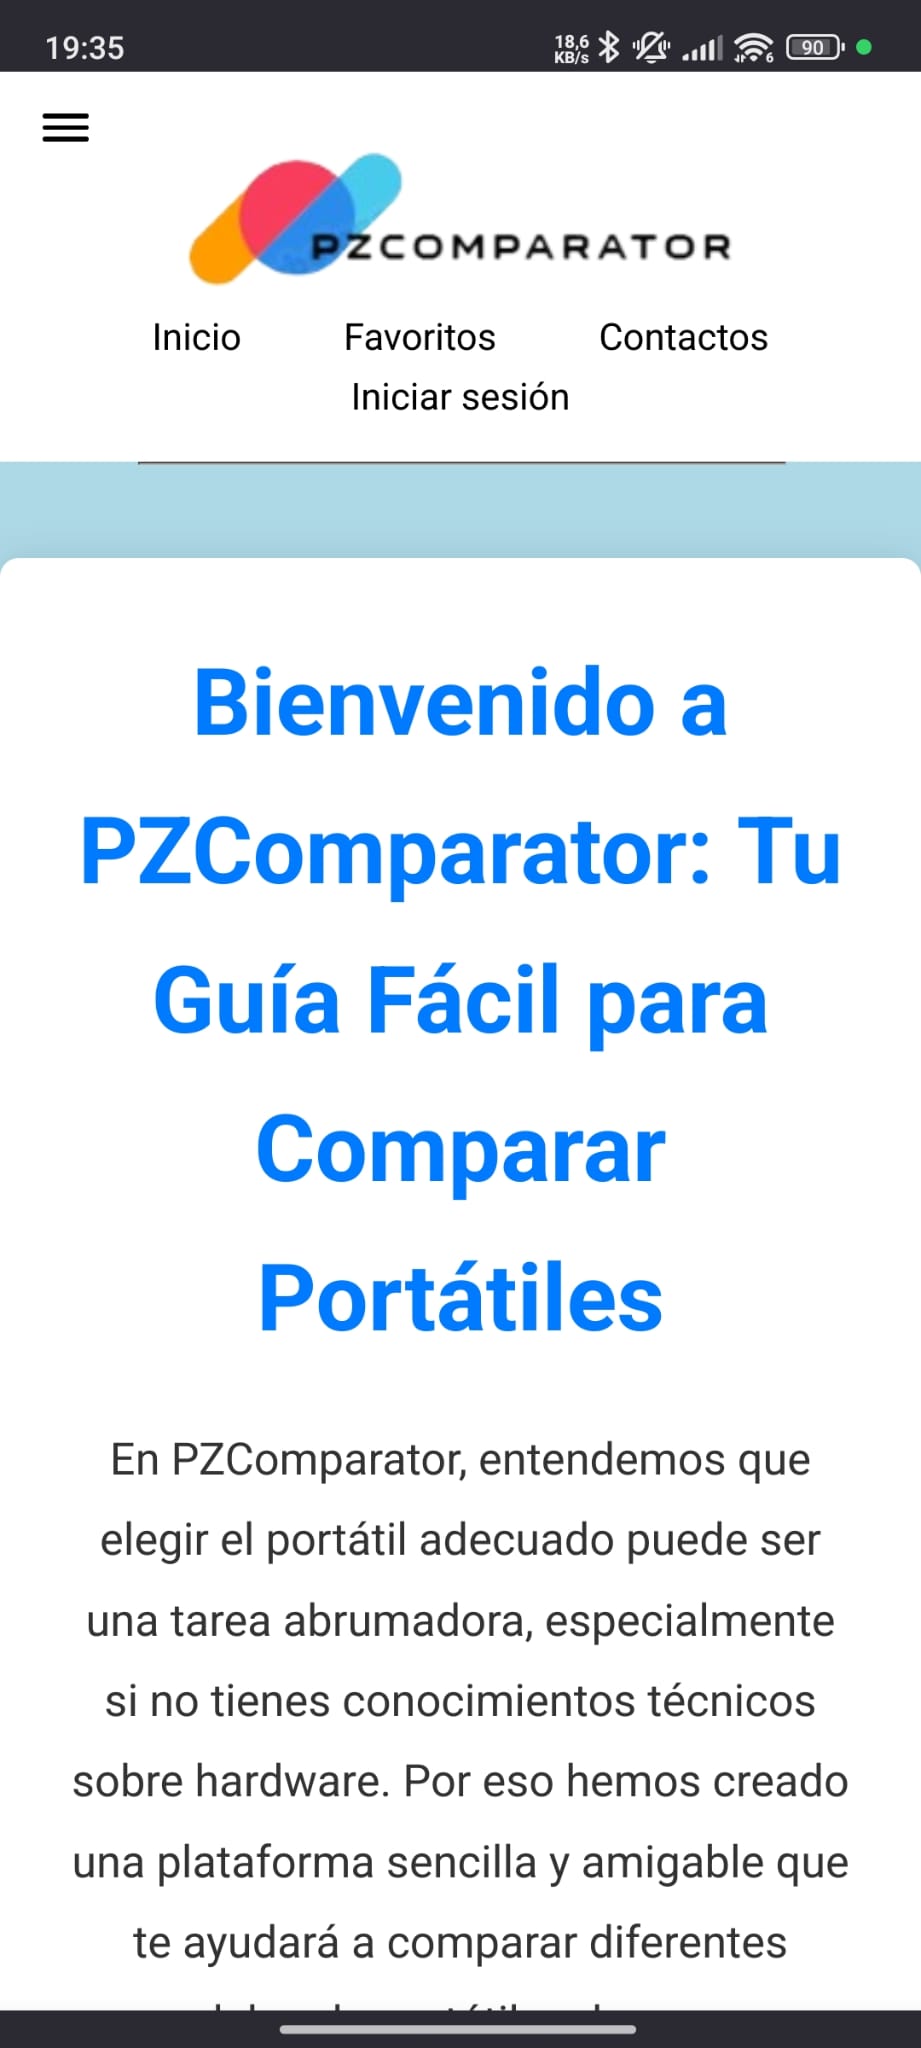 19:35
18,6
KB/s
6
90
PZCOMPARATOR
Inicio Favoritos Contactos
Iniciar sesión
Bienvenido a
PZComparator: Tu
Guía Fácil para
Comparar
Portátiles
En PZComparator, entendemos que
elegir el portátil adecuado puede ser
una tarea abrumadora, especialmente
si no tienes conocimientos técnicos
sobre hardware. Por eso hemos creado
una plataforma sencilla y amigable que
te ayudará a comparar diferentes